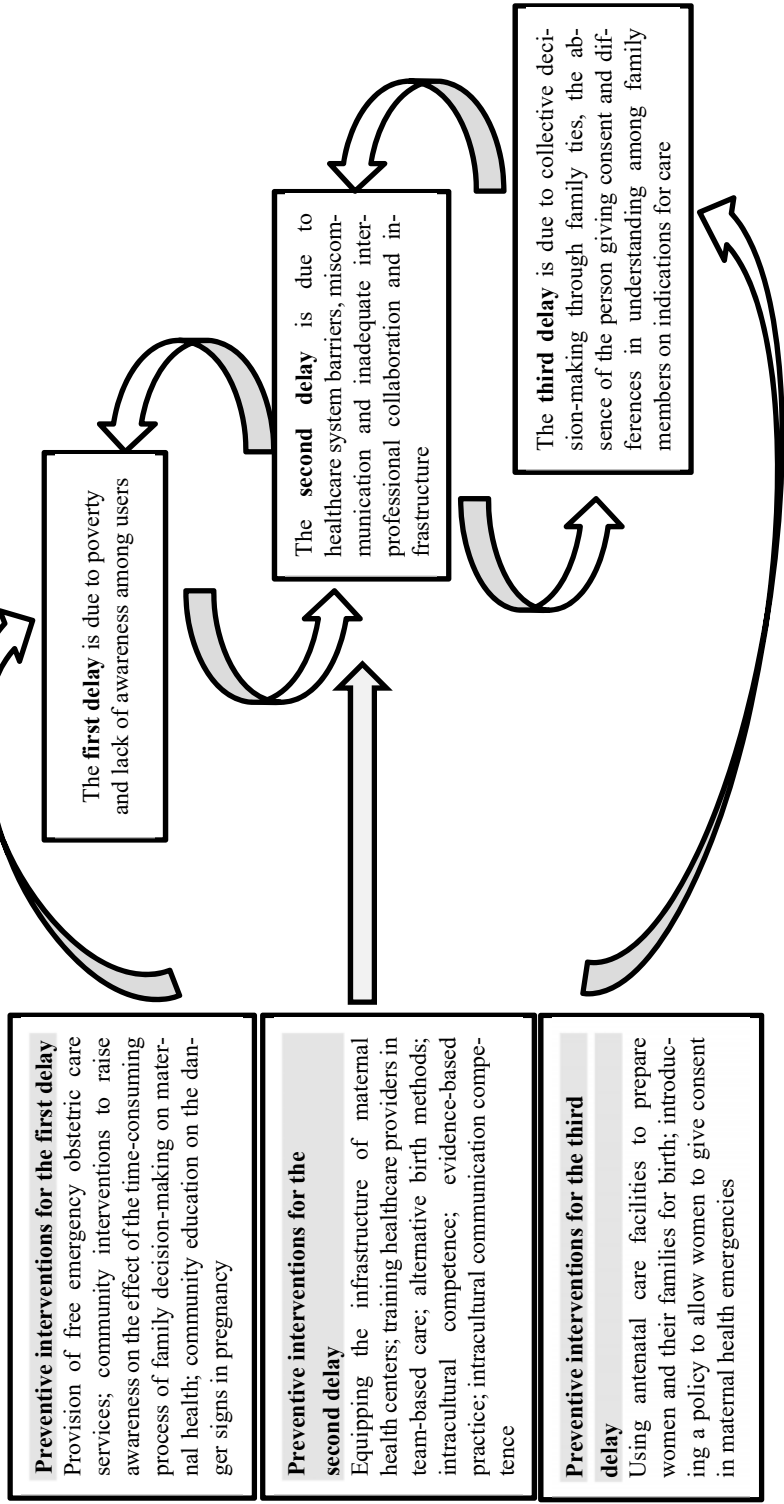 Preventive interventions for the first delay
Provision of free emergency obstetric care
services; community interventions to raise
awareness on the effect of the time-consuming
process of family decision-making on mater-
nal health; community education on the dan-
ger signs in pregnancy
Preventive interventions for the
second delay
Equipping the infrastructure of maternal
health centers; training healthcare providers in
team-based care; alternative birth methods;
intracultural competence; evidence-based
practice; intracultural communication compe-
tence
Preventive interventions for the third
delay
Using antenatal care facilities to prepare
women and their families for birth; introduc-
ing a policy to allow women to give consent
in maternal health emergencies
The first delay is due to poverty
and lack of awareness among users
The second delay is due to
healthcare system barriers, miscom-
munication and inadequate inter-
professional collaboration and in-
frastructure
The third delay is due to collective deci-
sion-making through family ties, the ab-
sence of the person giving consent and dif-
ferences in understanding among family
members on indications for care